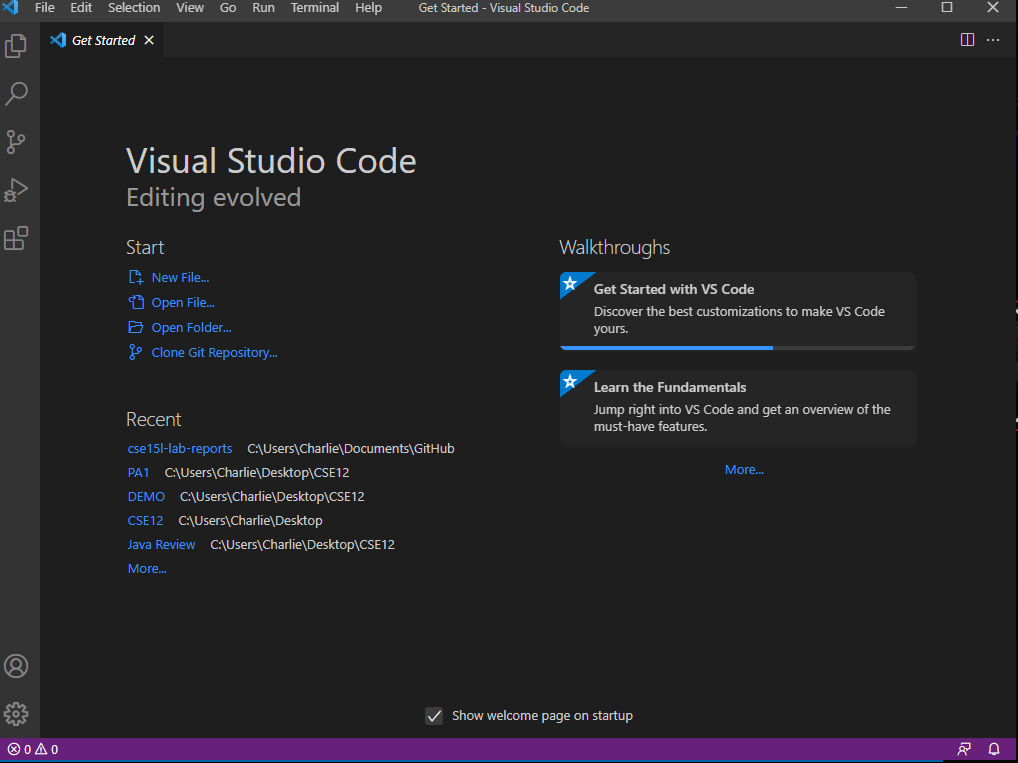 File Edit Selection View Go Run Terminal Help Get Started - Visual Studio Code
Get Started
Visual Studio Code
Editing evolved
Start
New File...
Open File...
Open Folder...
Clone Git Repository...
Recent
cse15l-lab-reports C:\Users\Charlie\Documents\GitHub
PA1 C:\Users\Charlie\Desktop\CSE12
DEMO C:\Users\Charlie\Desktop\CSE12
CSE12 C:\Users\Charlie\Desktop
Java Review C:\Users\Charlie\Desktop\CSE12
More...
Walkthroughs
Get Started with VS Code
Discover the best customizations to make VS Code
yours.
Learn the Fundamentals
Jump right into VS Code and get an overview of the
must-have features.
More...
Show welcome page on startup
0 0